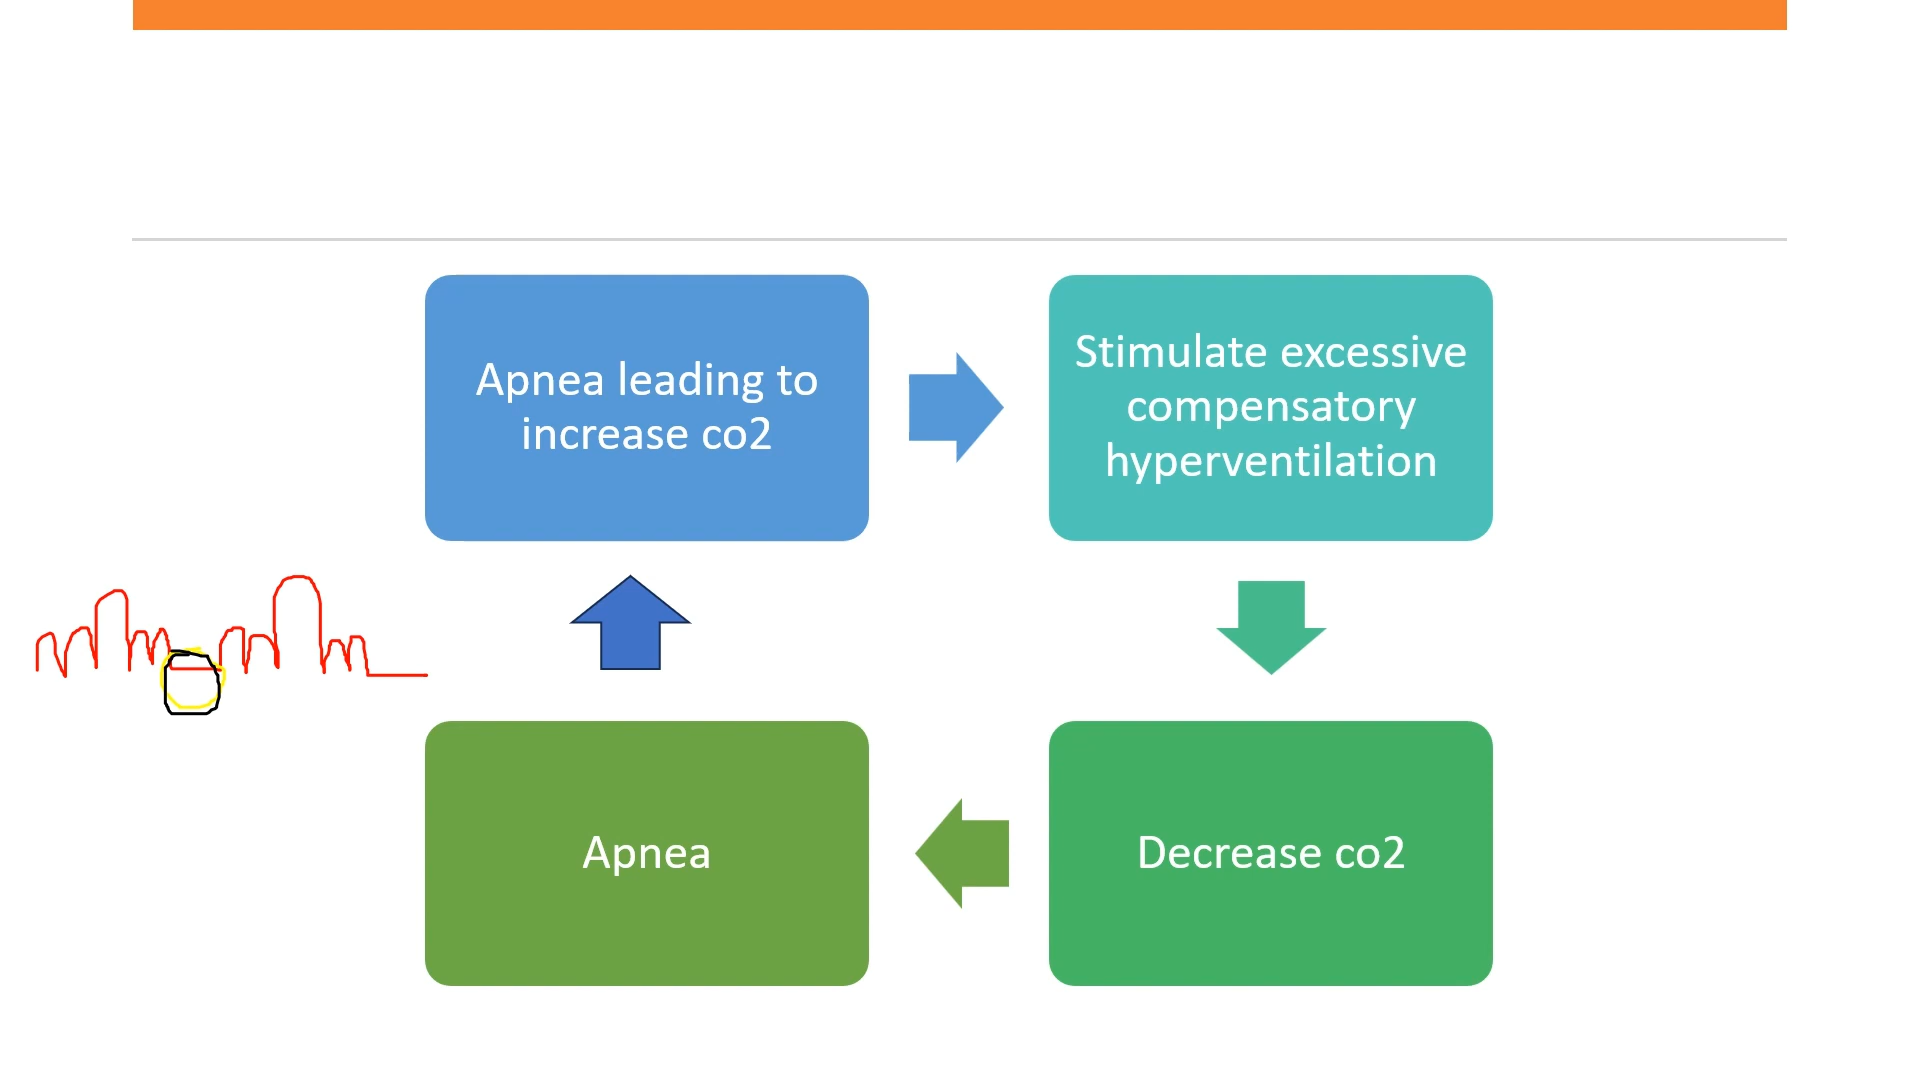 Apnea leading to
increase co2
Stimulate excessive
compensatory
hyperventilation
Apnea
Decrease co2